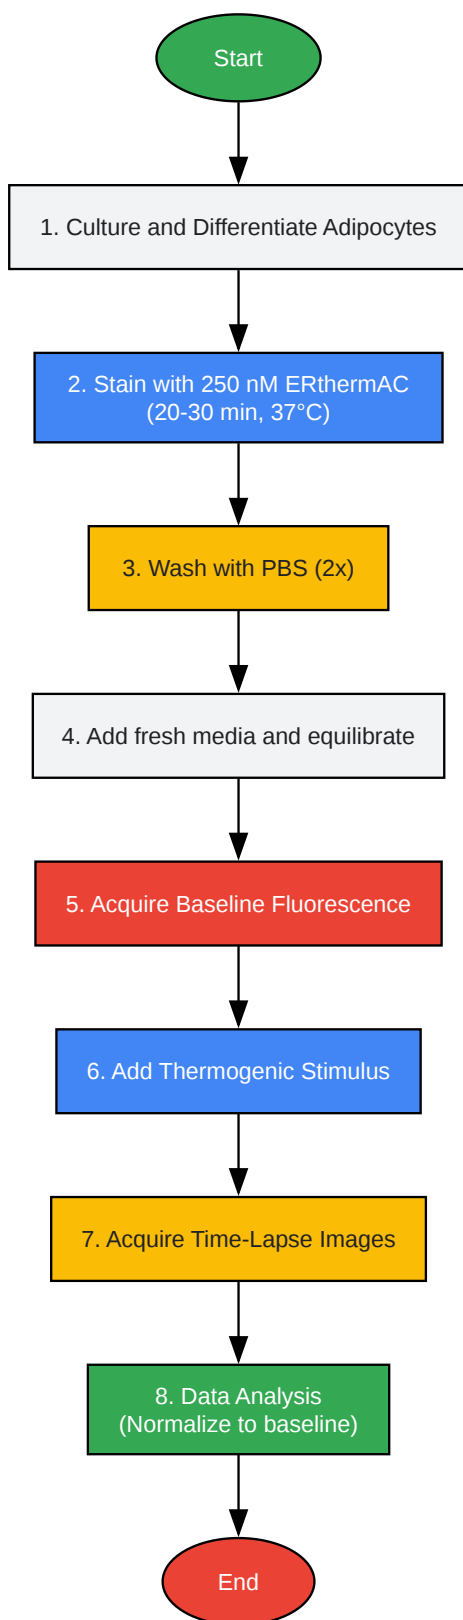 Start
1. Culture and Differentiate Adipocytes
2. Stain with 250 nM ERthermAC
(20-30 min, 37°C)
3. Wash with PBS (2x)
4. Add fresh media and equilibrate
5. Acquire Baseline Fluorescence
6. Add Thermogenic Stimulus
7. Acquire Time-Lapse Images
8. Data Analysis
(Normalize to baseline)
End